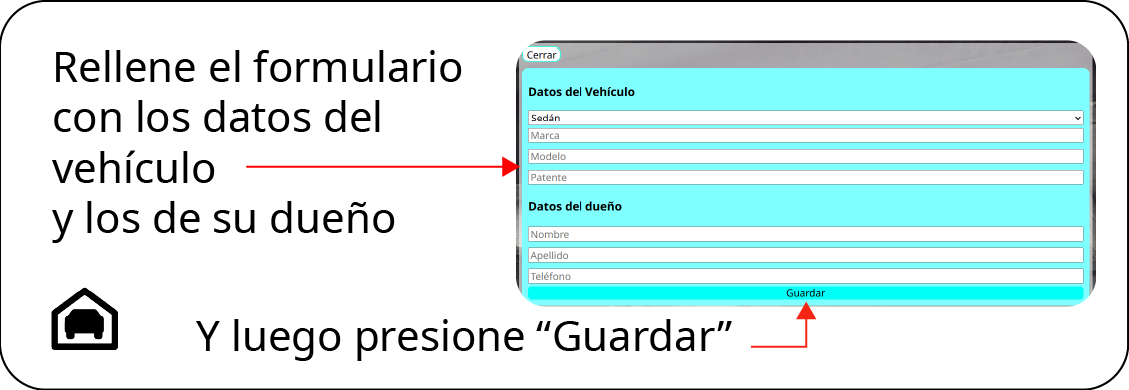 Rellene el formulario
con los datos del
vehículo
y los de su dueño
Cerrar
Datos del Vehículo
Sedán
Marca
Modelo
Patente
Datos del dueño
Nombre
Apellido
Teléfono
Guardar
Y luego presione “Guardar”